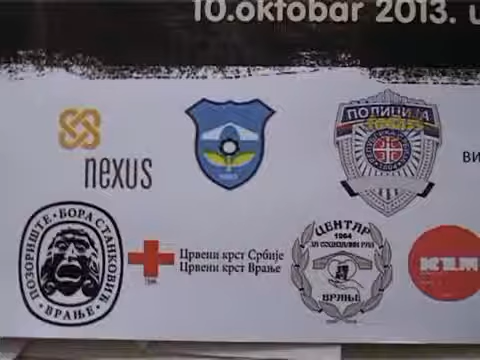 10.oktobar 2013. u
nexus
ПОЛИЦИЈА
ВИ
ПОЗОРИШТЕ · БОРА СТАНКОВИЋ · ВРАЊЕ ·
Црвени крст Србије
Црвени крст Врање
ЦЕНТАР
1964
ЗА СОЦИЈАЛНИ РАД
ВРАЊЕ